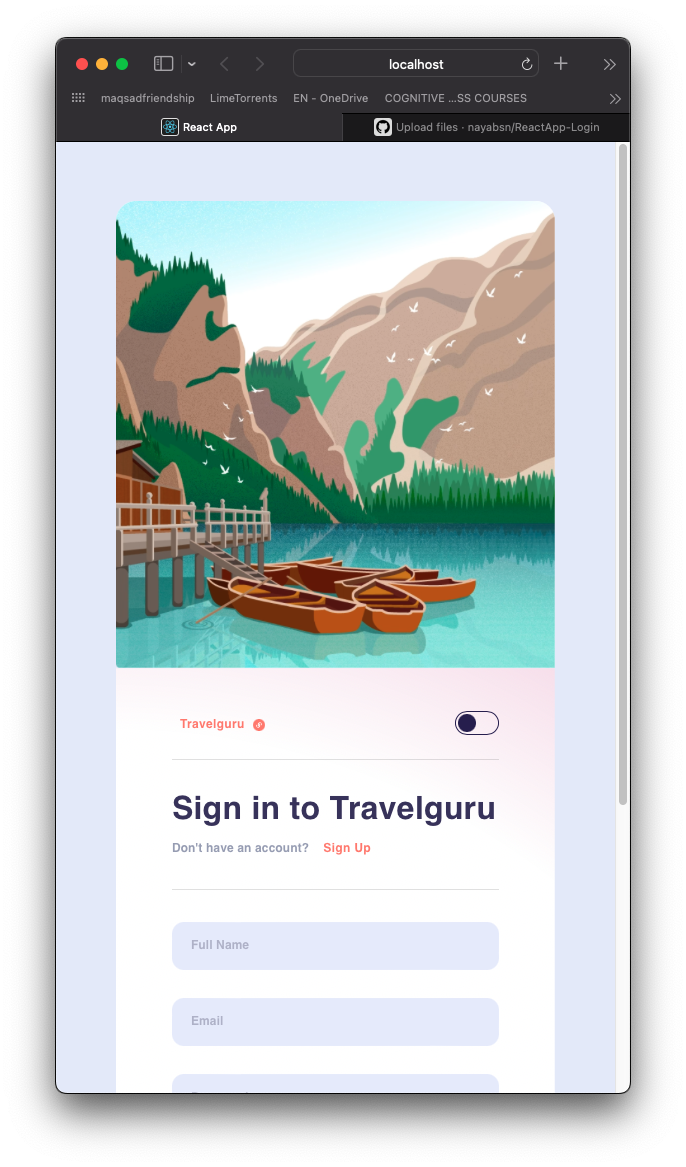 localhost
maqsadfriendship LimeTorrents EN - OneDrive COGNITIVE ...SS COURSES
React App Upload files · nayabsn/ReactApp-Login
Travelguru
Sign in to Travelguru
Don't have an account? Sign Up
Full Name
Email